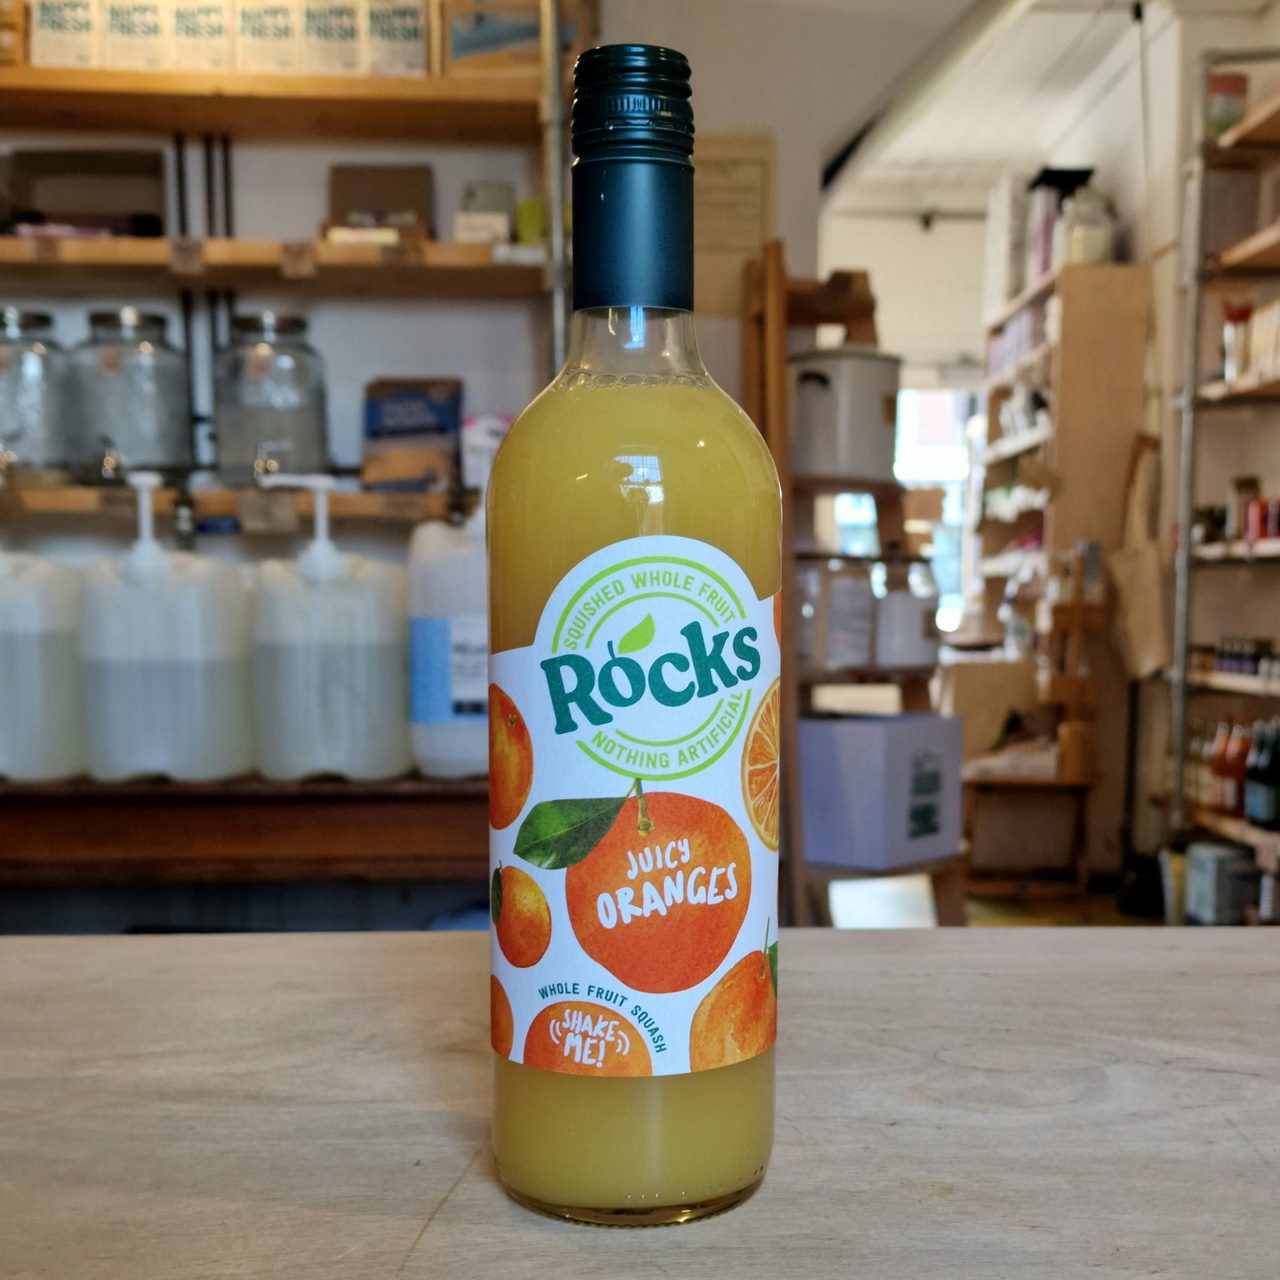 SQUISHED WHOLE FRUIT
Rocks
NOTHING ARTIFICIAL
JUICY
ORANGES
WHOLE FRUIT SQUASH
SHAKE
ME!